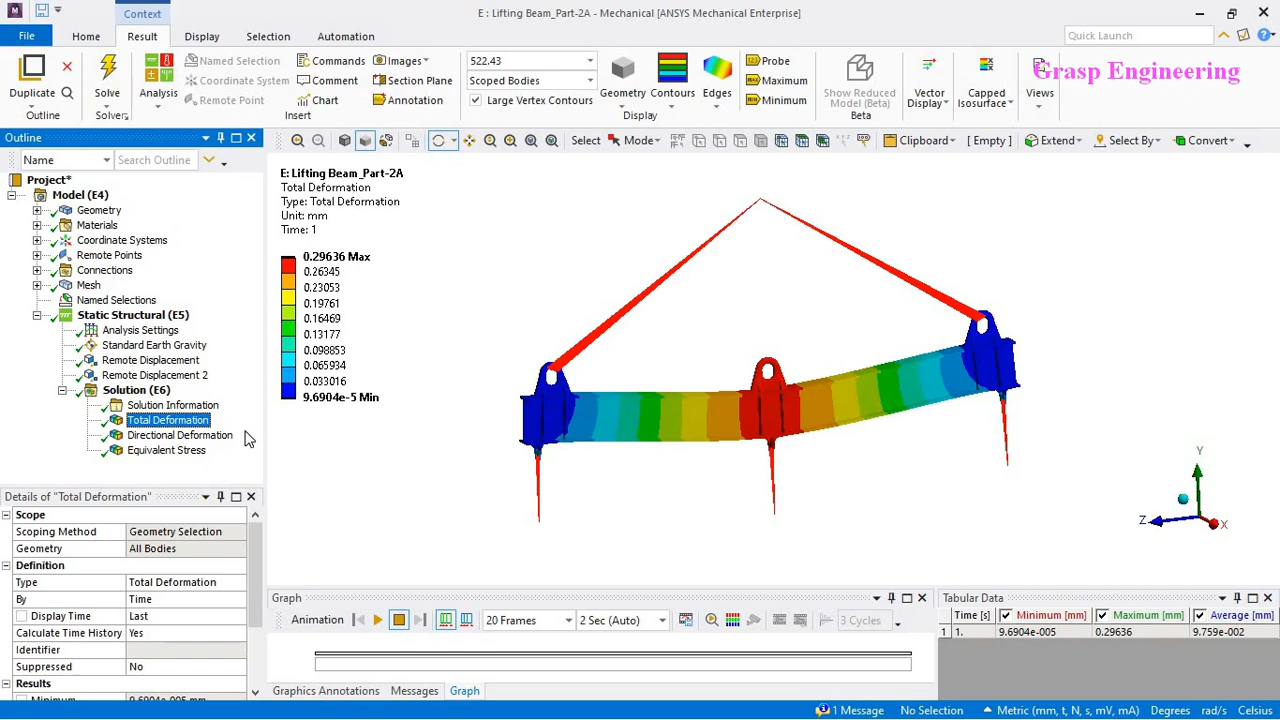 Context
E : Lifting Beam_Part-2A - Mechanical [ANSYS Mechanical Enterprise]
File
Home
Result
Display
Selection
Automation
Quick Launch
Duplicate
Outline
Solve
Solvers
Analysis
Named Selection
Coordinate System
Remote Point
Commands
Comment
Chart
Images
Section Plane
Annotation
Insert
522.43
Scoped Bodies
Large Vertex Contours
Geometry
Contours
Edges
Display
Probe
Maximum
Minimum
Show Reduced
Model (Beta)
Beta
Vector
Display
Capped
Isosurface
Views
Vector Display
Grasp Engineering
Outline
Name
Search Outline
Select
Mode
Clipboard
[ Empty ]
Extend
Select By
Convert
Project*
Model (E4)
Geometry
Materials
Coordinate Systems
Remote Points
Connections
Mesh
Named Selections
Static Structural (E5)
Analysis Settings
Standard Earth Gravity
Remote Displacement
Remote Displacement 2
Solution (E6)
Solution Information
Total Deformation
Directional Deformation
Equivalent Stress
E: Lifting Beam_Part-2A
Total Deformation
Type: Total Deformation
Unit: mm
Time: 1
0.29636 Max
0.26345
0.23053
0.19761
0.16469
0.13177
0.098853
0.065934
0.033016
9.6904e-5 Min
Y
Z
X
Details of "Total Deformation"
Scope
Scoping Method Geometry Selection
Geometry All Bodies
Definition
Type Total Deformation
By Time
Display Time Last
Calculate Time History Yes
Identifier
Suppressed No
Results
Minimum 9.6904e-005 mm
Graph
Animation
20 Frames
2 Sec (Auto)
3 Cycles
Graphics Annotations
Messages
Graph
Tabular Data
Time [s] Minimum [mm] Maximum [mm] Average [mm]
1 1. 9.6904e-005 0.29636 9.759e-002
1 Message
No Selection
Metric (mm, t, N, s, mV, mA)
Degrees
rad/s
Celsius